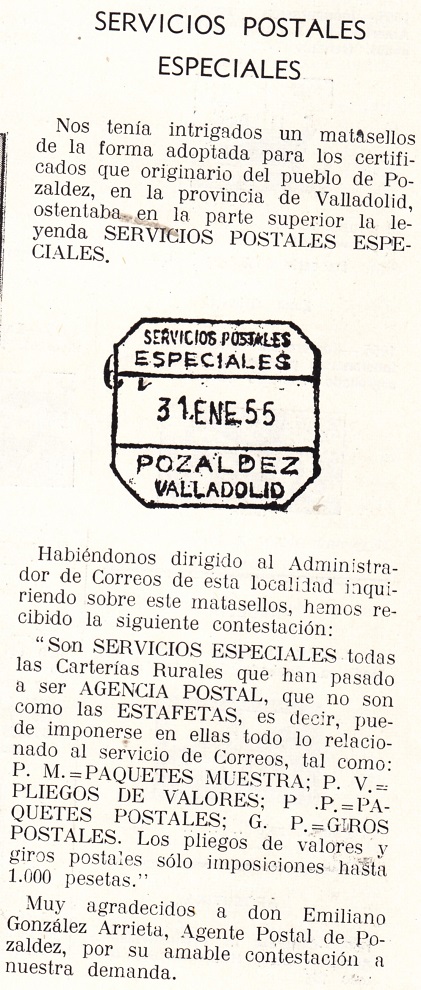 SERVICIOS POSTALES
ESPECIALES
Nos tenía intrigados un matasellos
de la forma adoptada para los certifi-
cados que originario del pueblo de Po-
zaldez, en la provincia de Valladolid,
ostentaba en la parte superior la le-
yenda SERVICIOS POSTALES ESPE-
CIALES.
SERVICIOS POSTALES
ESPECIALES
31.ENE.55
POZALDEZ
VALLADOLID
Habiéndonos dirigido al Administra-
dor de Correos de esta localidad inqui-
riendo sobre este matasellos, hemos re-
cibido la siguiente contestación:
"Son SERVICIOS ESPECIALES todas
las Carterías Rurales que han pasado
a ser AGENCIA POSTAL, que no son
como las ESTAFETAS, es decir, pue-
de imponerse en ellas todo lo relacio-
nado al servicio de Correos, tal como:
P. M.=PAQUETES MUESTRA; P. V.=
PLIEGOS DE VALORES; P .P.=PA-
QUETES POSTALES; G. P.=GIROS
POSTALES. Los pliegos de valores y
giros postales sólo imposiciones hasta
1.000 pesetas."
Muy agradecidos a don Emiliano
González Arrieta, Agente Postal de Po-
zaldez, por su amable contestación a
nuestra demanda.